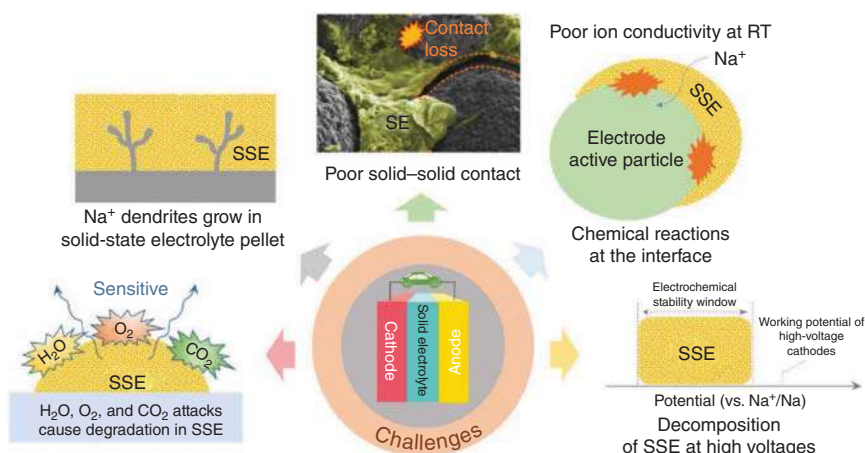 Contact
loss
SE
Poor solid–solid contact
Poor ion conductivity at RT
Na⁺
SSE
Electrode
active particle
Chemical reactions
at the interface
SSE
Na⁺ dendrites grow in
solid-state electrolyte pellet
Sensitive
H₂O
O₂
CO₂
SSE
H₂O, O₂, and CO₂ attacks
cause degradation in SSE
Cathode
Solid electrolyte
Anode
Challenges
Electrochemical
stability window
SSE
Working potential of
high-voltage
cathodes
Potential (vs. Na⁺/Na)
Decomposition
of SSE at high voltages